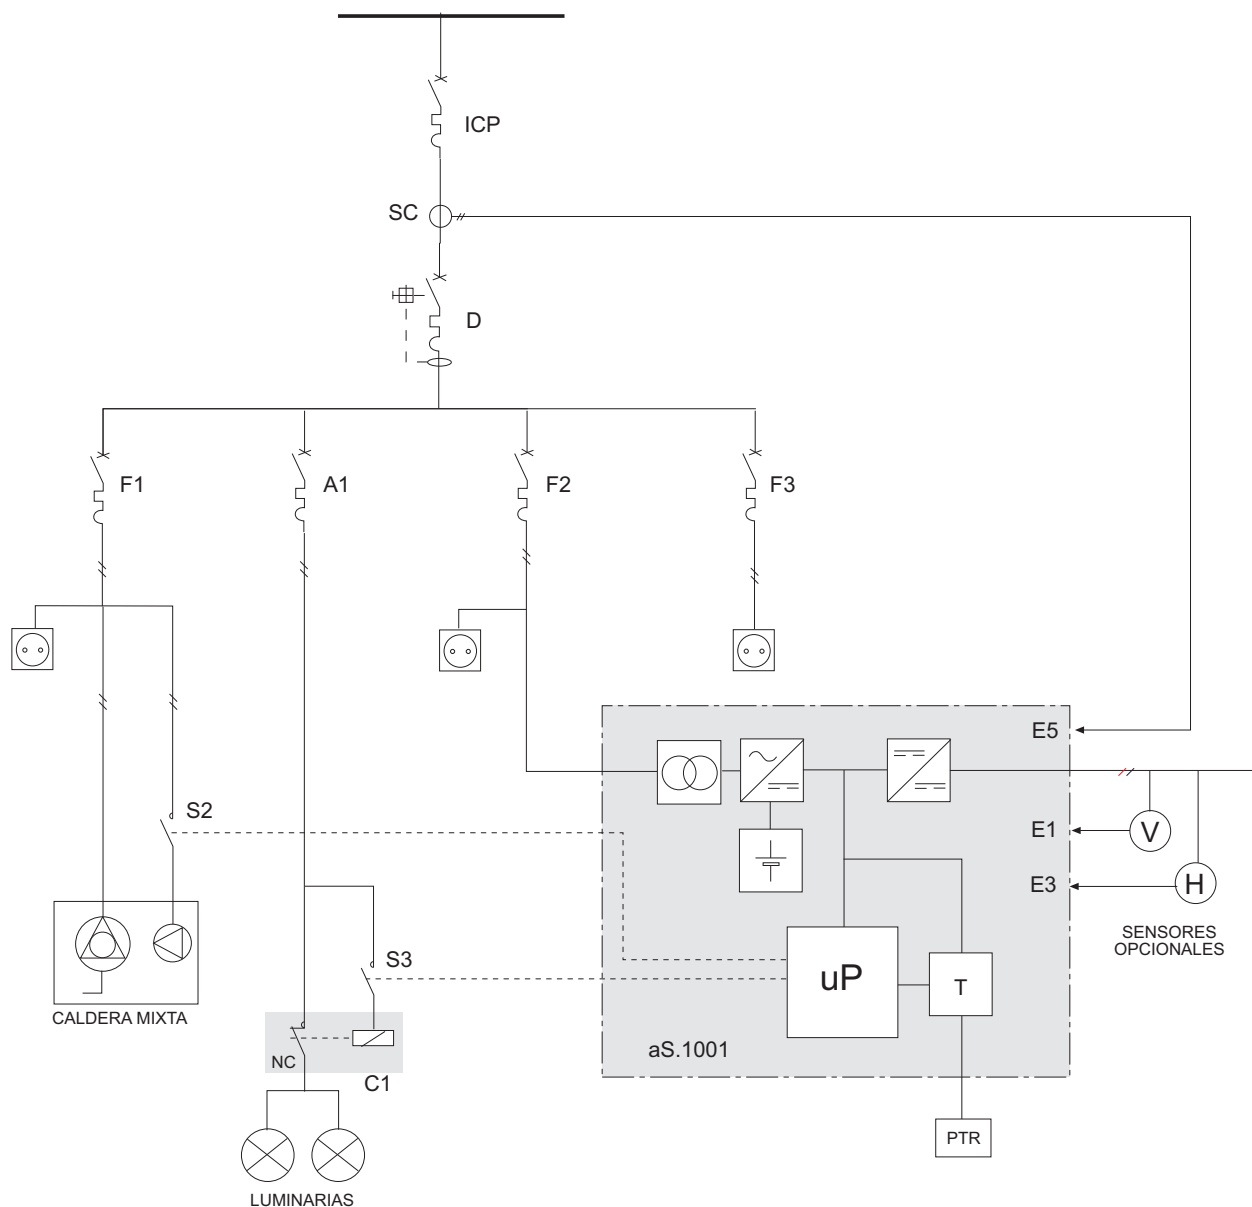 ICP
SC
D
F1
A1
F2
F3
E5
S2
E1
V
E3
H
SENSORES
OPCIONALES
S3
uP
T
CALDERA MIXTA
NC
aS.1001
C1
PTR
LUMINARIAS